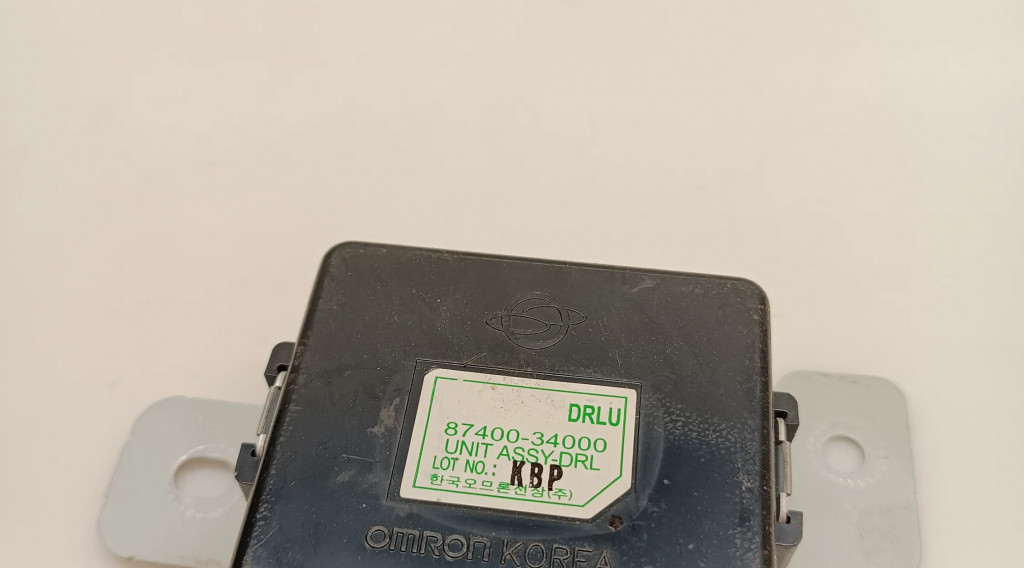 DRLU
87400-34000
UNIT ASSY-DRL
LOT NO.: KBP
한국오므론전장(주)
OMRON KOREA